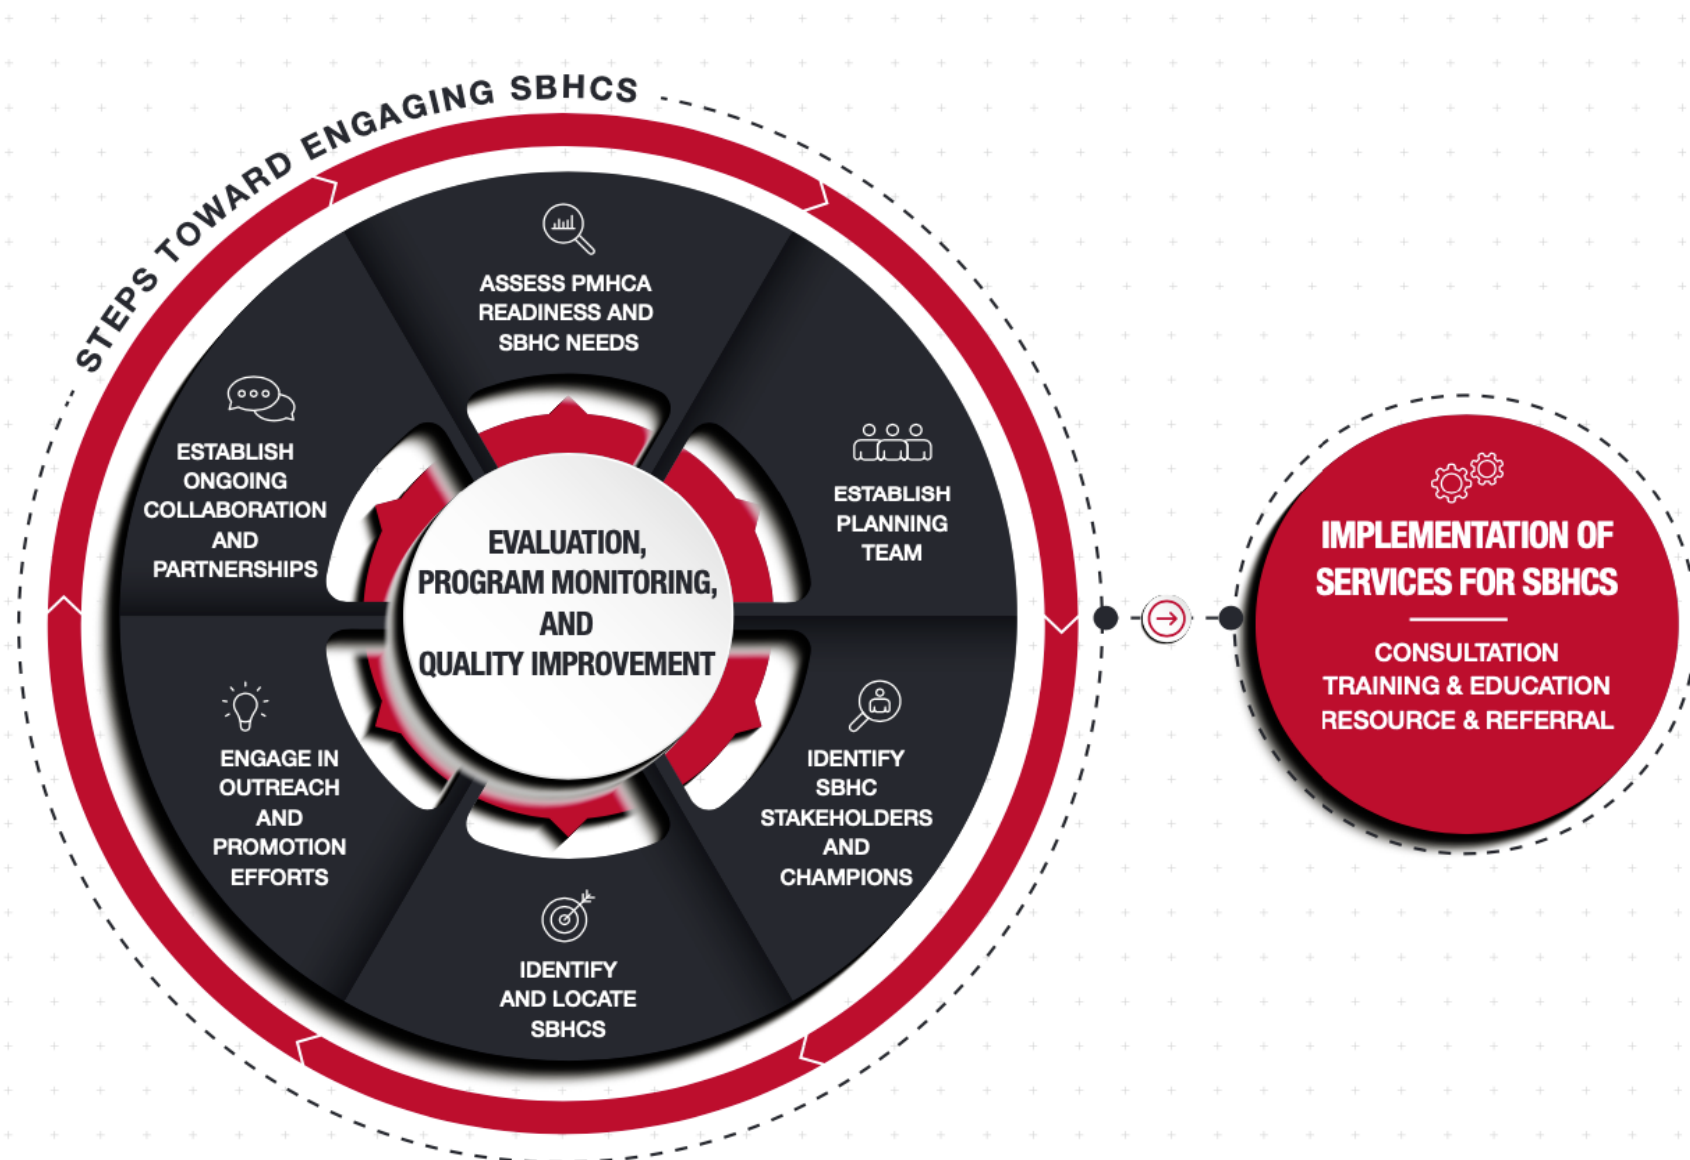 STEPS TOWARD ENGAGING SBHCS
ASSESS PMHCA
READINESS AND
SBHC NEEDS
ESTABLISH
PLANNING
TEAM
IDENTIFY
SBHC
STAKEHOLDERS
AND
CHAMPIONS
IDENTIFY
AND LOCATE
SBHCS
ENGAGE IN
OUTREACH
AND
PROMOTION
EFFORTS
ESTABLISH
ONGOING
COLLABORATION
AND
PARTNERSHIPS
EVALUATION,
PROGRAM MONITORING,
AND
QUALITY IMPROVEMENT
IMPLEMENTATION OF
SERVICES FOR SBHCS
CONSULTATION
TRAINING & EDUCATION
RESOURCE & REFERRAL